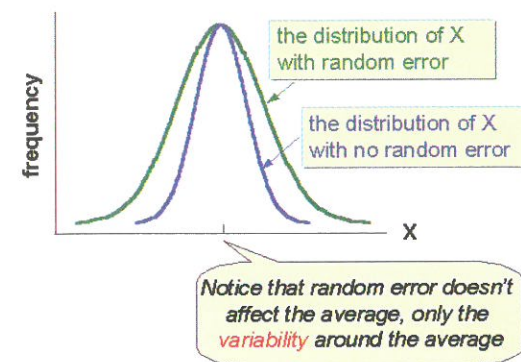 the distribution of X
with random error
the distribution of X
with no random error
frequency
X
Notice that random error doesn't
affect the average, only the
variability around the average